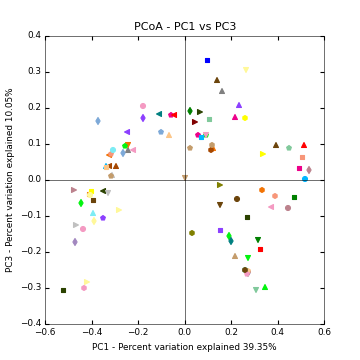 PCoA - PC1 vs PC3
0.4
0.3
0.2
0.1
0.0
−0.1
−0.2
−0.3
−0.4
PC3 - Percent variation explained 10.05%
−0.6 −0.4 −0.2 0.0 0.2 0.4 0.6
PC1 - Percent variation explained 39.35%